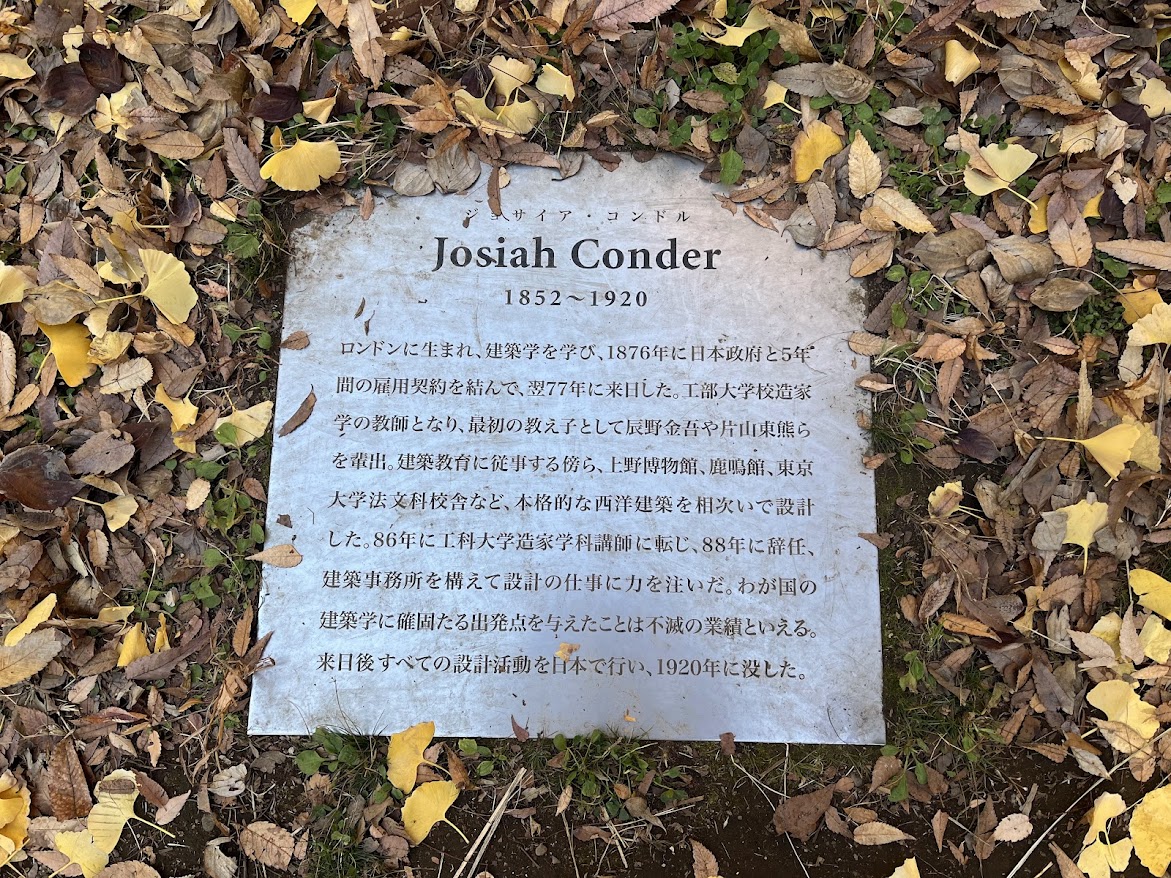 ジョサイア・コンドル
Josiah Conder
1852〜1920
ロンドンに生まれ、建築学を学び、1876年に日本政府と5年
間の雇用契約を結んで、翌77年に来日した。工部大学校造家
学の教師となり、最初の教え子として辰野金吾や片山東熊ら
を輩出。建築教育に従事する傍ら、上野博物館、鹿鳴館、東京
大学法文科校舎など、本格的な西洋建築を相次いで設計
した。86年に工科大学造家学科講師に転じ、88年に辞任、
建築事務所を構えて設計の仕事に力を注いだ。わが国の
建築学に確固たる出発点を与えたことは不滅の業績といえる。
来日後すべての設計活動を日本で行い、1920年に没した。